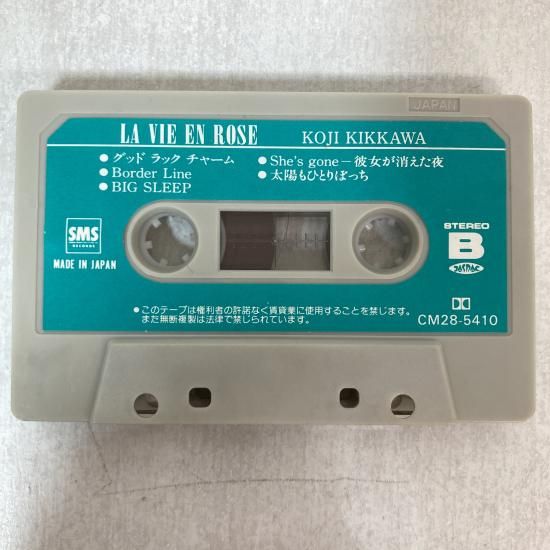 JAPAN
LA VIE EN ROSE KOJI KIKKAWA
●グッド ラック チャーム
●Border Line
●BIG SLEEP
●She's gone－彼女が消えた夜
●太陽もひとりぼっち
SMS
RECORDS
MADE IN JAPAN
STEREO
B
JASRAC
●このテープは権利者の許諾なく賃貸業に使用することを禁じます。
また無断複製は法律で禁じられています。
CM28-5410